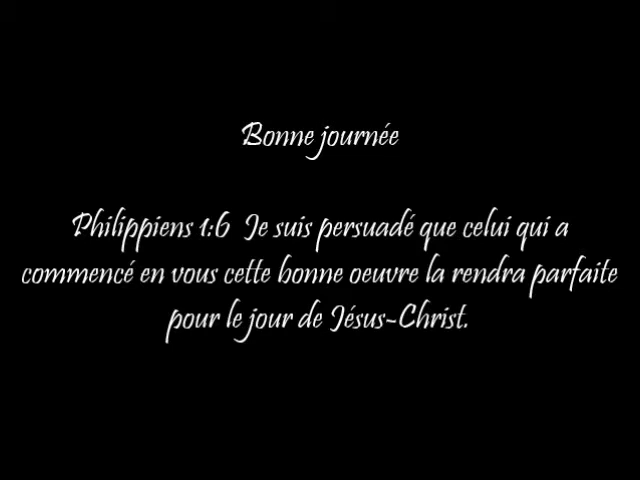 Bonne journée
Philippiens 1:6 Je suis persuadé que celui qui a
commencé en vous cette bonne oeuvre la rendra parfaite
pour le jour de Jésus-Christ.